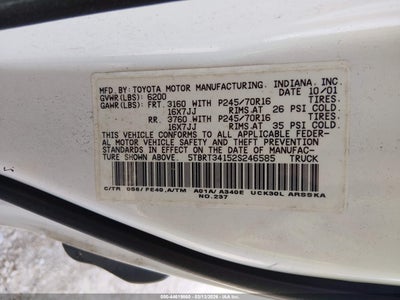 MFD. BY: TOYOTA MOTOR MANUFACTURING, INDIANA, INC.
GVWR(LBS): 6200 DATE 10/01
GAWR(LBS): FRT. 3160 WITH P245/70R16 TIRES.
16X7JJ RIMS.AT 26 PSI COLD
RR. 3760 WITH P245/70R16 TIRES.
16X7JJ RIMS.AT 35 PSI COLD.
THIS VEHICLE CONFORMS TO ALL APPLICABLE FEDER-
AL MOTOR VEHICLE SAFETY AND THEFT PREVENTION
STANDARDS IN EFFECT ON THE DATE OF MANUFAC-
TURE SHOWN ABOVE. 5TBRT34152S246585 TRUCK
C/TR 058/FE40,A/TM A01A/A340E UCK30L
NO.237